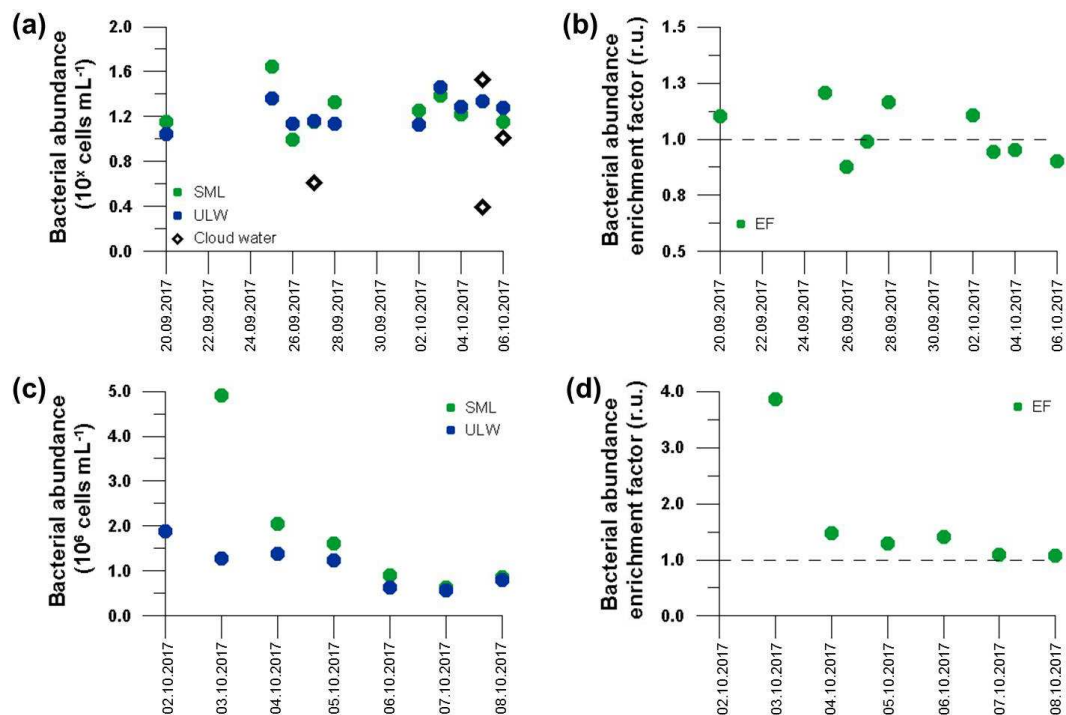 (a)
Bacterial abundance
(10ˣ cells mL⁻¹)
2.0
1.6
1.2
0.8
0.4
0.0
SML
ULW
Cloud water
20.09.2017
22.09.2017
24.09.2017
26.09.2017
28.09.2017
30.09.2017
02.10.2017
04.10.2017
06.10.2017
(b)
Bacterial abundance
enrichment factor (r.u.)
1.5
1.3
1.0
0.8
0.5
EF
20.09.2017
22.09.2017
24.09.2017
26.09.2017
28.09.2017
30.09.2017
02.10.2017
04.10.2017
06.10.2017
(c)
Bacterial abundance
(10⁶ cells mL⁻¹)
5.0
4.0
3.0
2.0
1.0
0.0
SML
ULW
02.10.2017
03.10.2017
04.10.2017
05.10.2017
06.10.2017
07.10.2017
08.10.2017
(d)
Bacterial abundance
enrichment factor (r.u.)
4.0
3.0
2.0
1.0
0.0
EF
02.10.2017
03.10.2017
04.10.2017
05.10.2017
06.10.2017
07.10.2017
08.10.2017